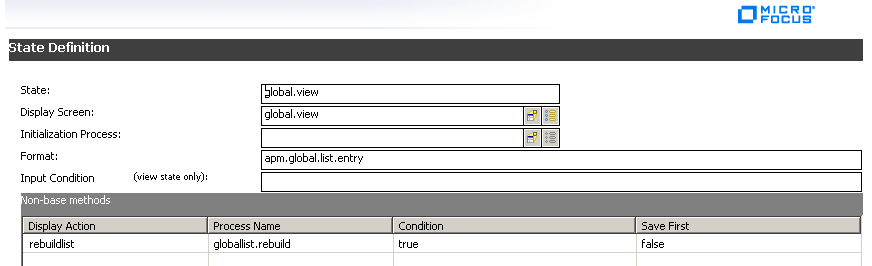 MICRO
FOCUS
State Definition
State: global.view
Display Screen: global.view
Initialization Process:
Format: apm.global.list.entry
Input Condition (view state only):
Non-base methods
Display Action Process Name Condition Save First
rebuildlist globallist.rebuild true false